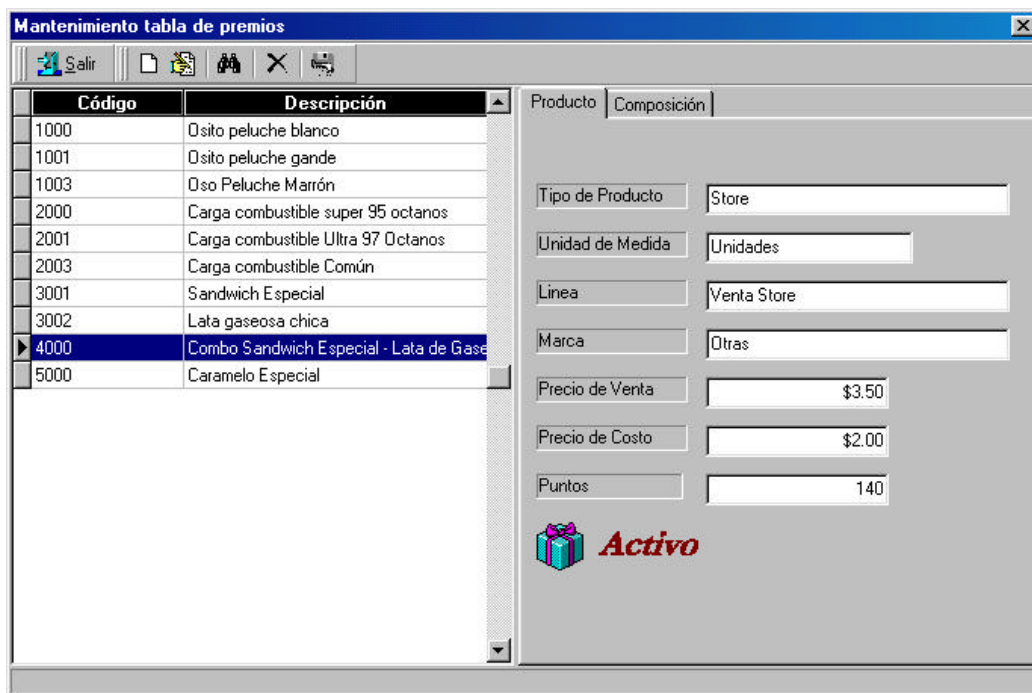 Mantenimiento tabla de premios
Salir
Código Descripción
1000 Osito peluche blanco
1001 Osito peluche gande
1003 Oso Peluche Marrón
2000 Carga combustible super 95 octanos
2001 Carga combustible Ultra 97 Octanos
2003 Carga combustible Común
3001 Sandwich Especial
3002 Lata gaseosa chica
4000 Combo Sandwich Especial - Lata de Gase
5000 Caramelo Especial
Producto Composición
Tipo de Producto Store
Unidad de Medida Unidades
Linea Venta Store
Marca Otras
Precio de Venta $3.50
Precio de Costo $2.00
Puntos 140
Activo